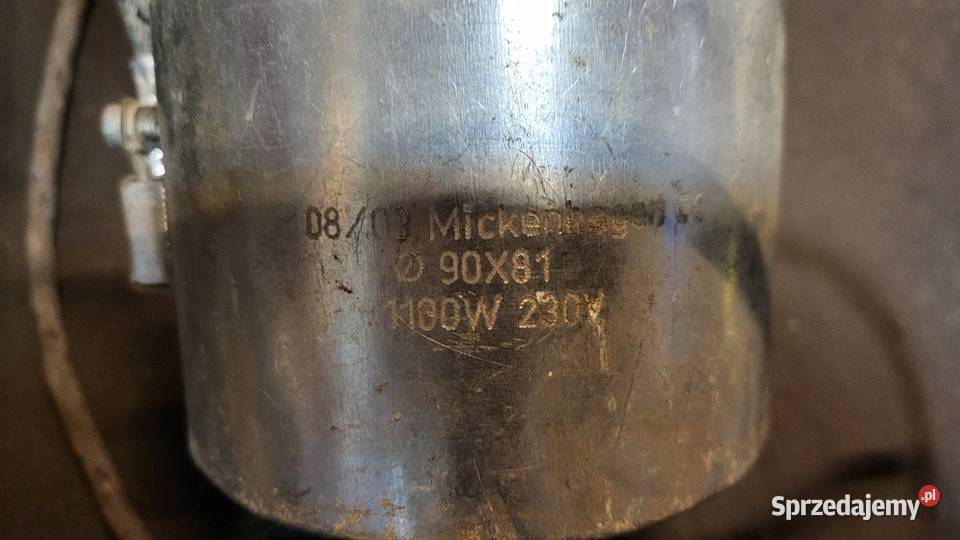 08/03 Mickenhagen
Ø 90X81
1100W 230V
Sprzedajemy.pl